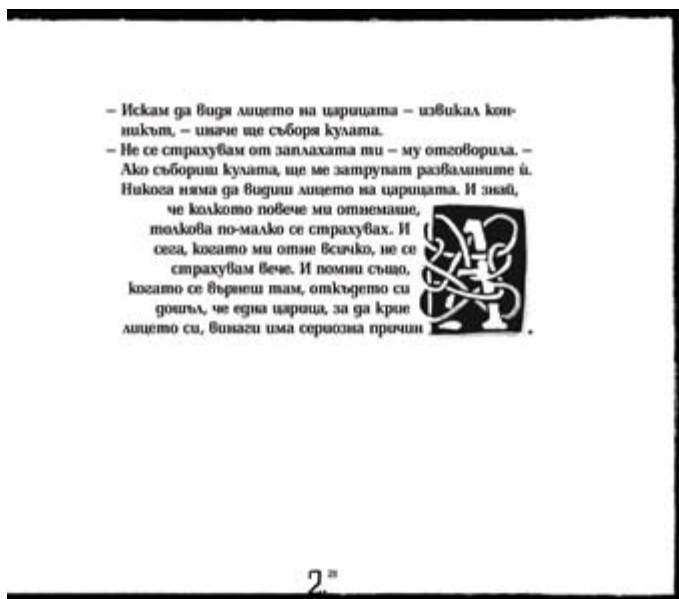 – Искам да видя лицето на царицата – извикал кон-
никът, – иначе ще съборя кулата.
– Не се страхувам от заплахата ти – му отговорила. –
Ако събориш кулата, ще ме затрупат развалините ѝ.
Никога няма да видиш лицето на царицата. И знай,
че колкото повече ми отнемаше,
толкова по-малко се страхувах. И
сега, когато ми отне всичко, не се
страхувам вече. И помни също,
когато се върнеш там, откъдето си
дошъл, че една царица, за да крие
лицето си, винаги има сериозна причин А.
2.